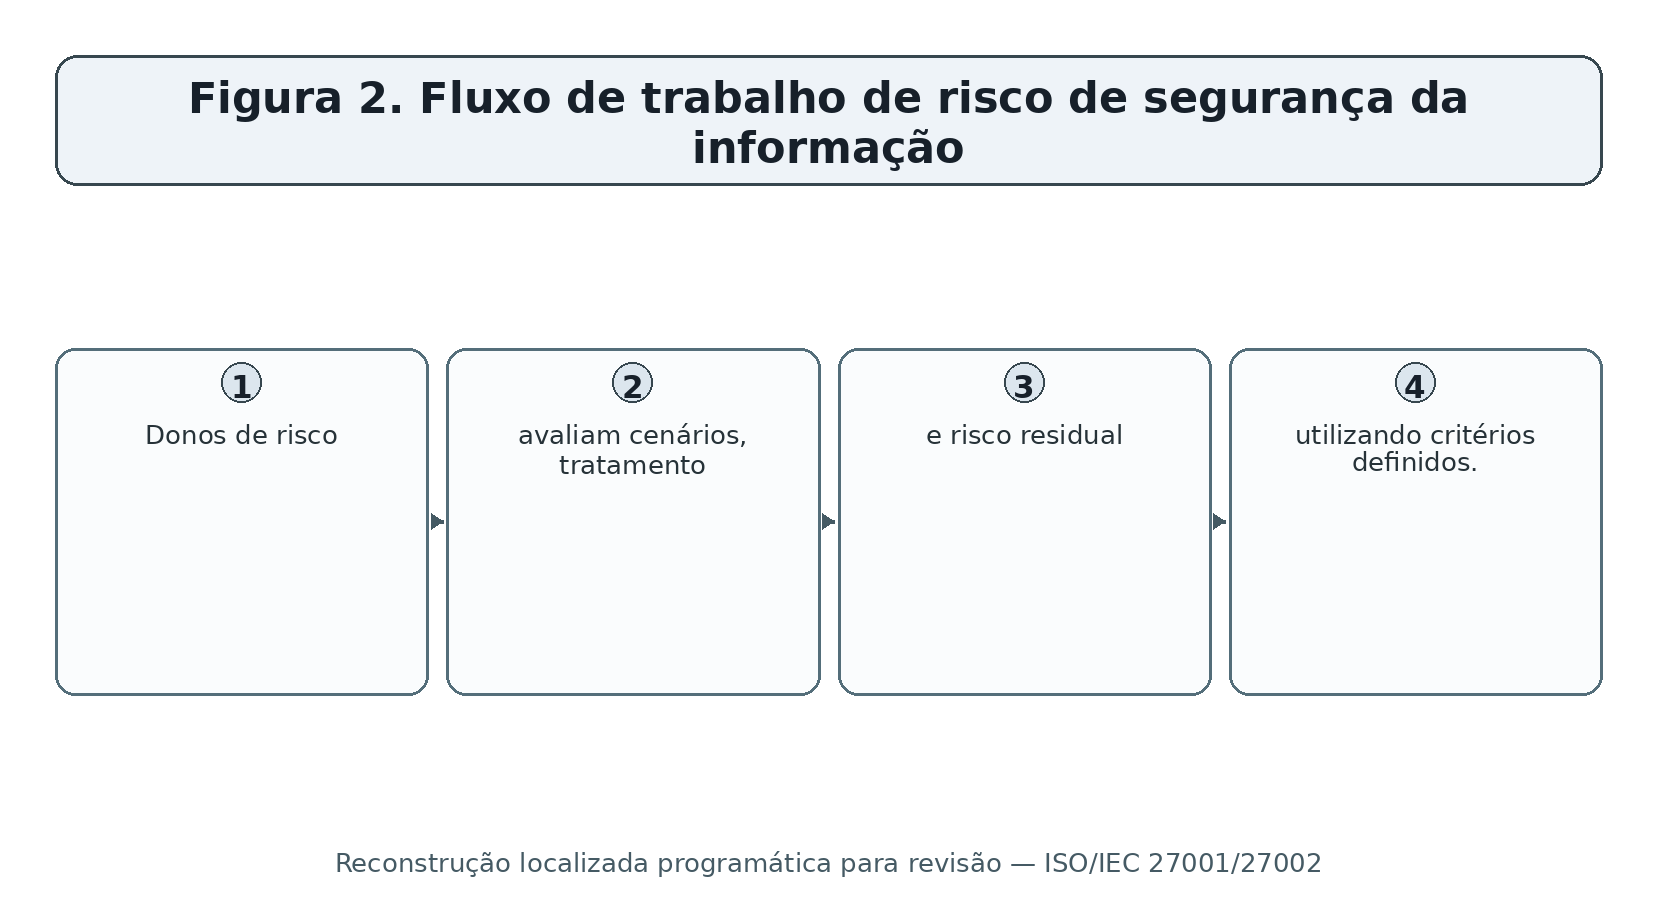 Figura 2. Fluxo de trabalho de risco de segurança da
informação
1
Donos de risco
2
avaliam cenários,
tratamento
3
e risco residual
4
utilizando critérios
definidos.
Reconstrução localizada programática para revisão — ISO/IEC 27001/27002